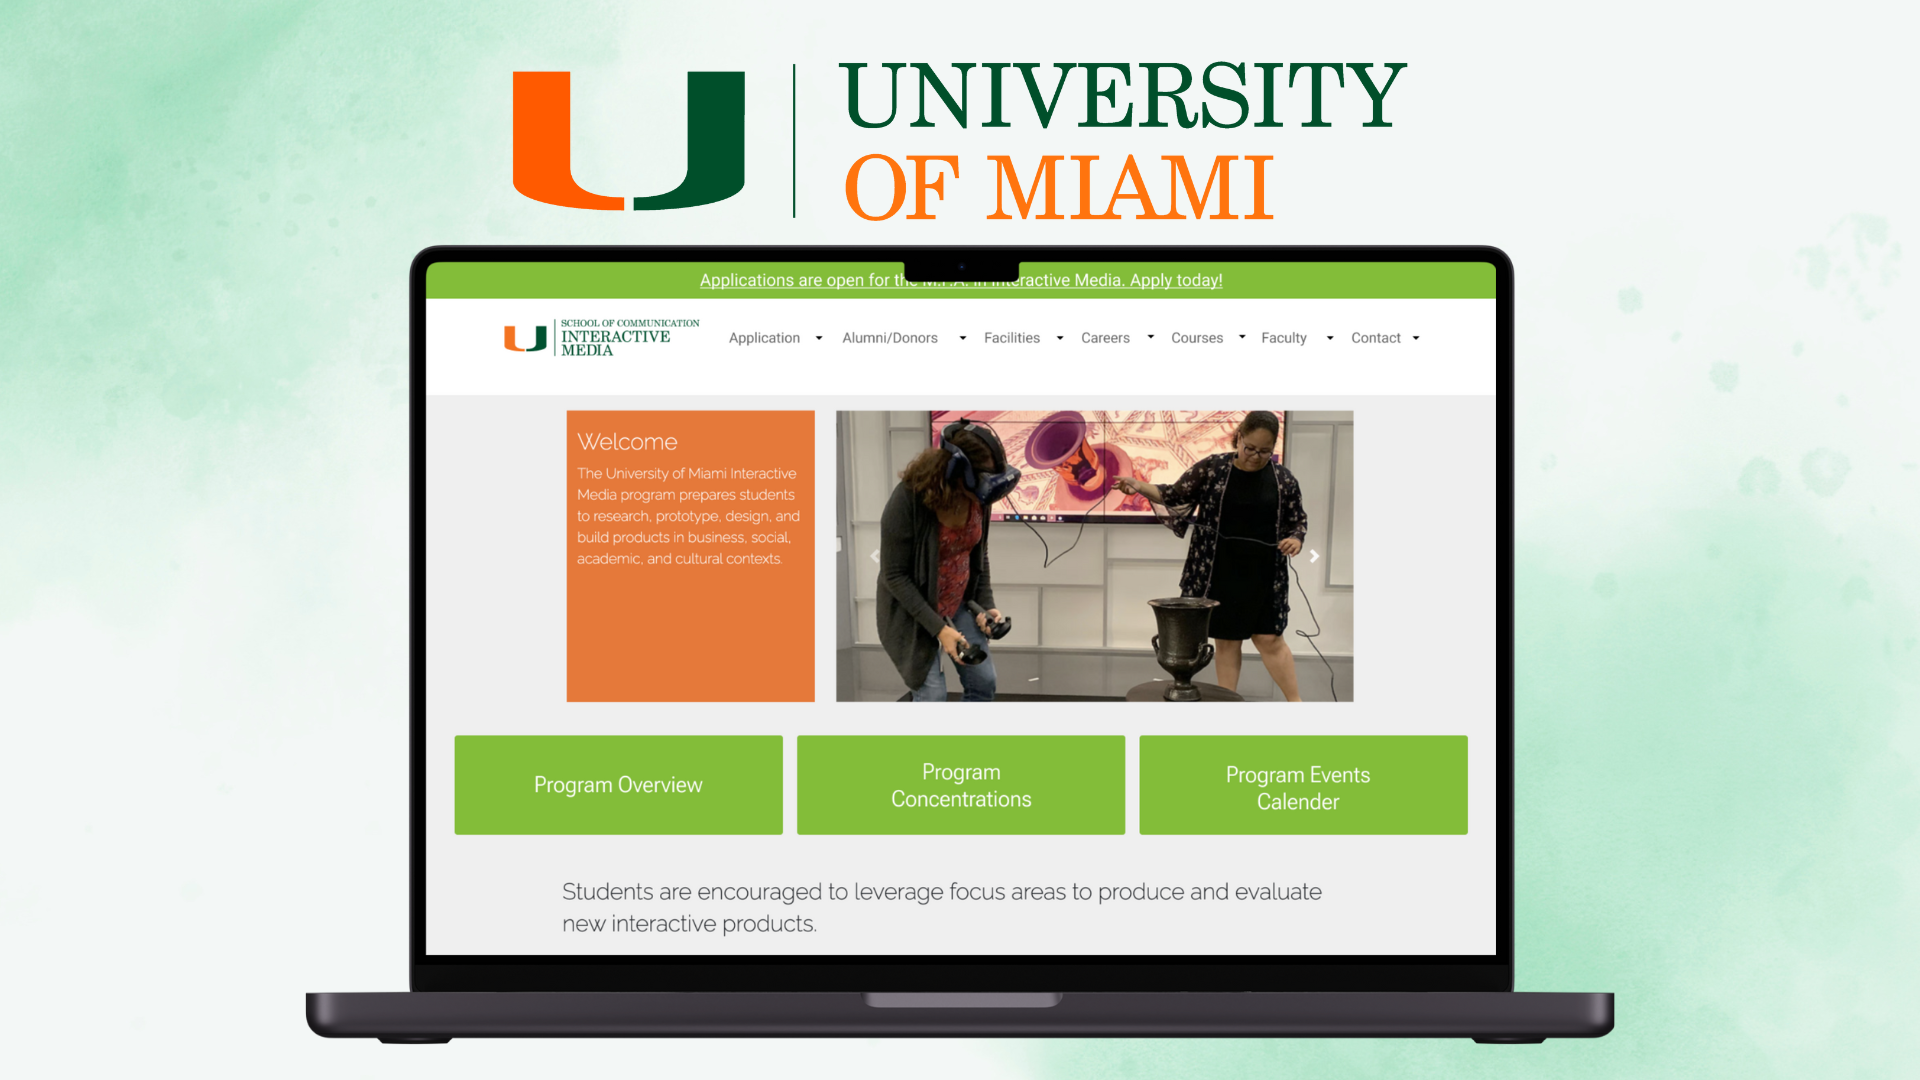 UNIVERSITY
OF MIAMI
Applications are open for the M.F.A. in Interactive Media. Apply today!
SCHOOL OF COMMUNICATION
INTERACTIVE
MEDIA
Application Alumni/Donors Facilities Careers Courses Faculty Contact
Welcome
The University of Miami Interactive
Media program prepares students
to research, prototype, design, and
build products in business, social,
academic, and cultural contexts.
Program Overview
Program
Concentrations
Program Events
Calender
Students are encouraged to leverage focus areas to produce and evaluate
new interactive products.